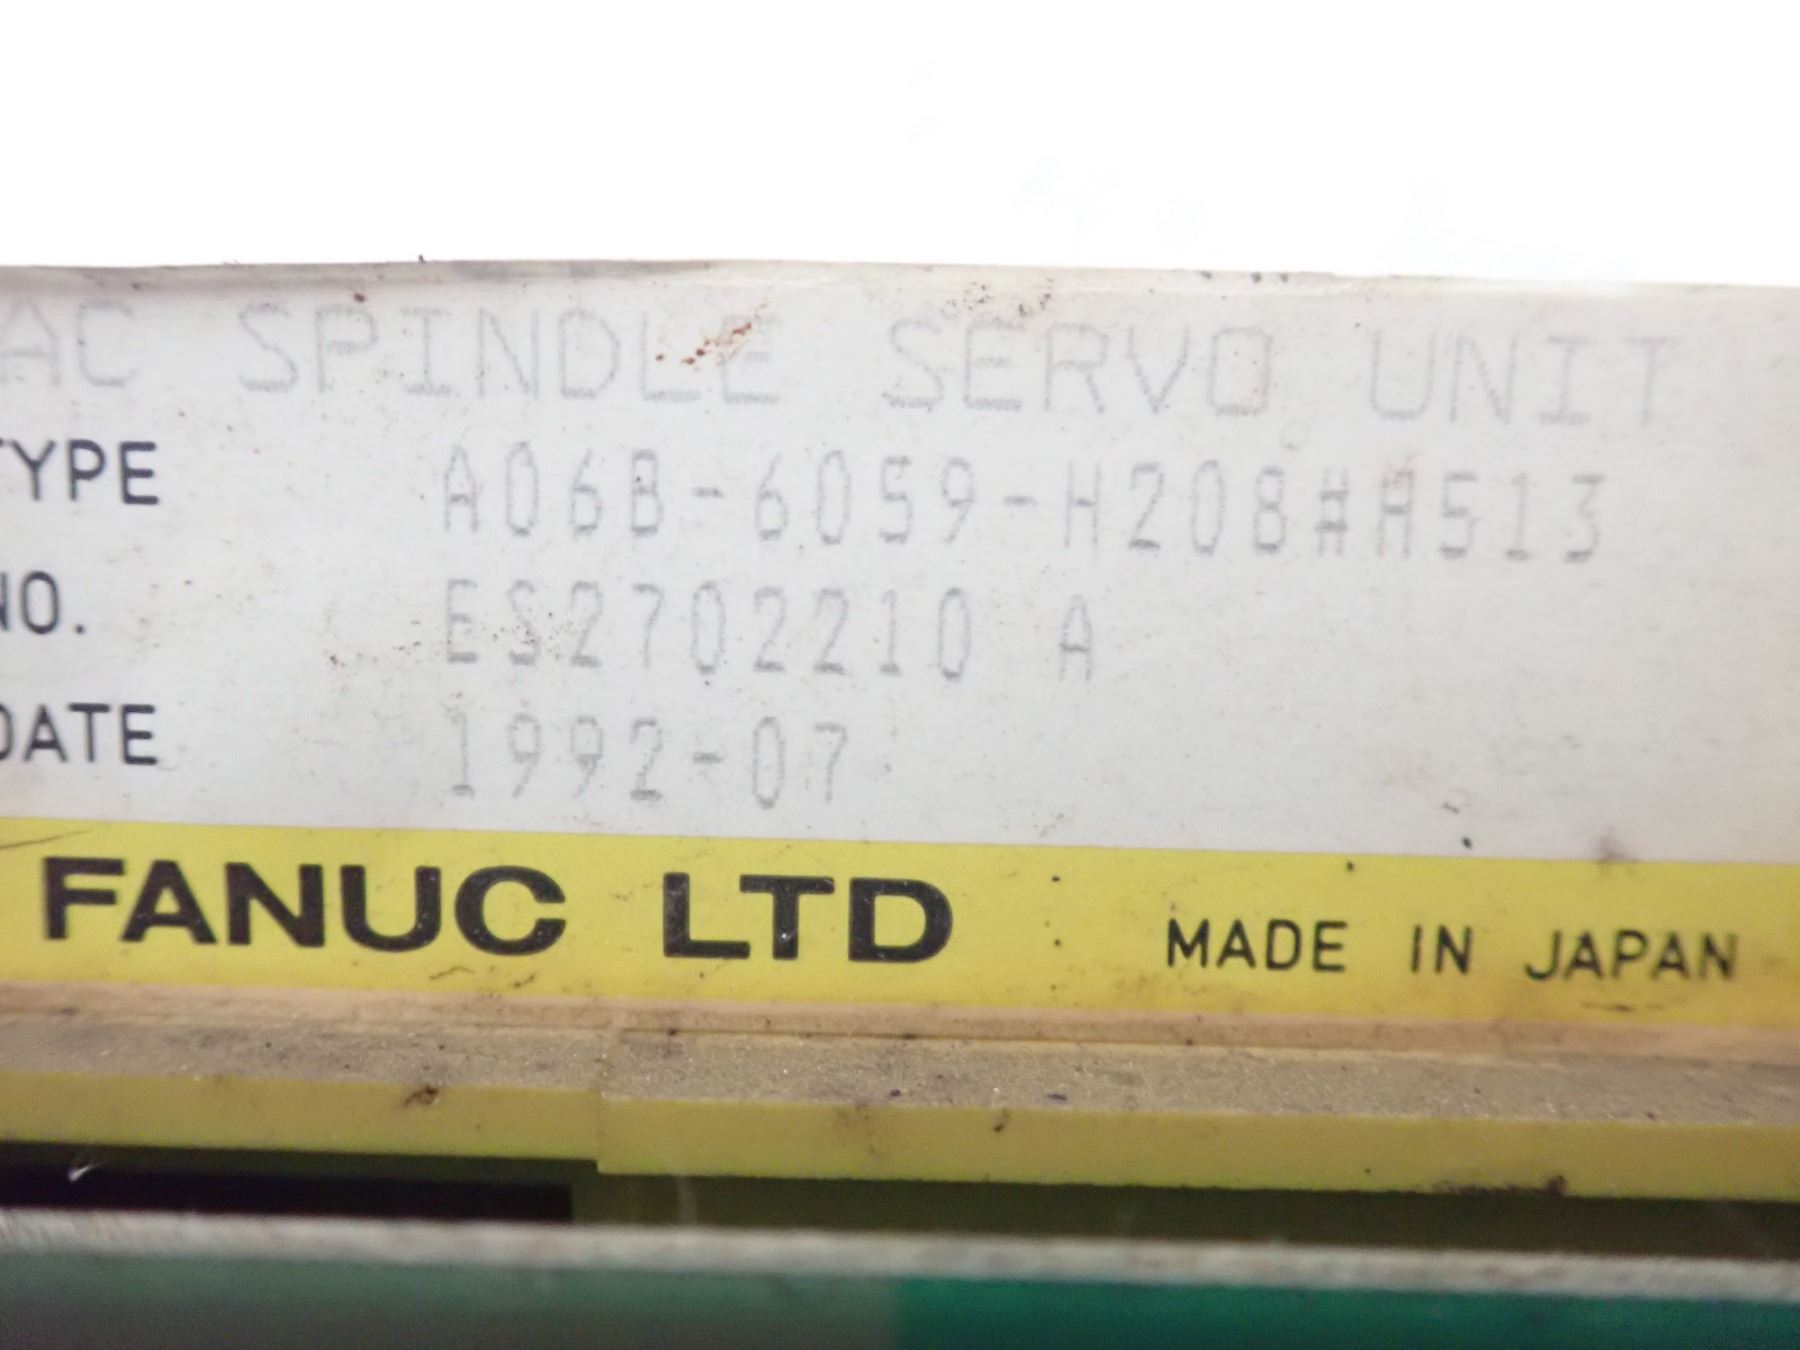 AC SPINDLE SERVO UNIT
TYPE A06B-6059-H208#H513
NO. ES2702210 A
DATE 1992-07
FANUC LTD MADE IN JAPAN